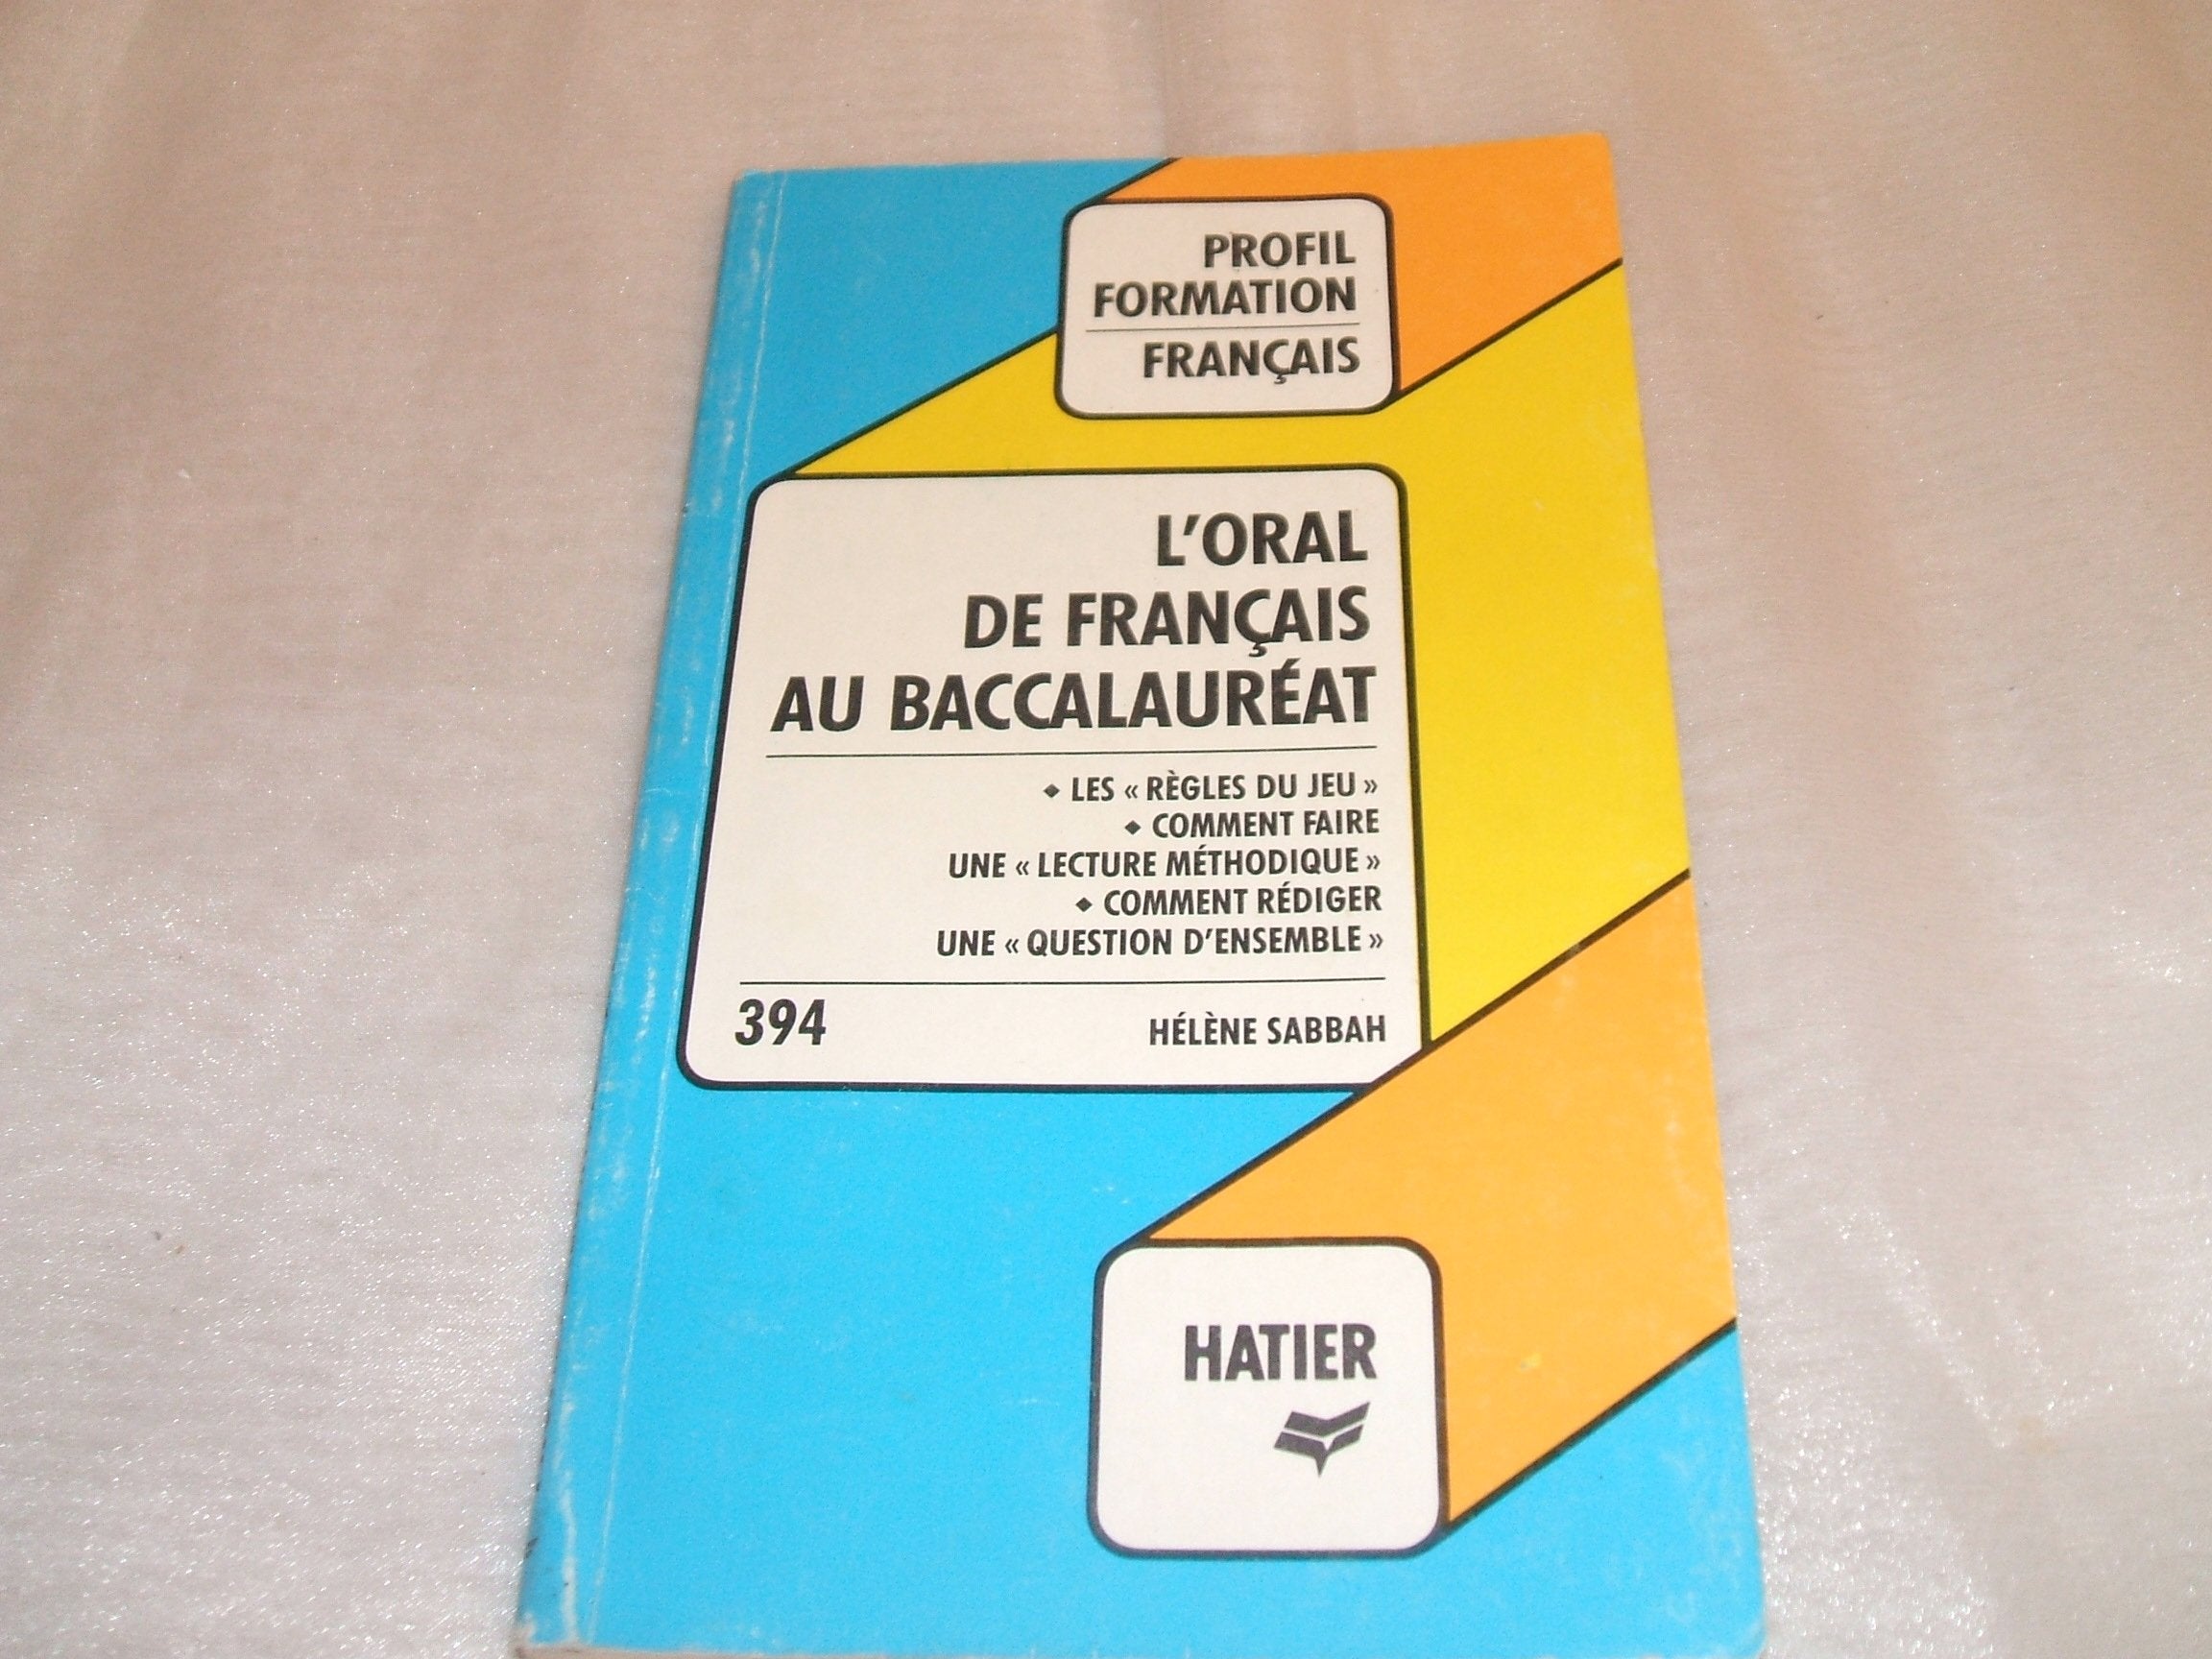 PROFIL
FORMATION
FRANÇAIS
L'ORAL
DE FRANÇAIS
AU BACCALAURÉAT
◆ LES « RÈGLES DU JEU »
◆ COMMENT FAIRE
UNE « LECTURE MÉTHODIQUE »
◆ COMMENT RÉDIGER
UNE « QUESTION D'ENSEMBLE »
394 HÉLÈNE SABBAH
HATIER